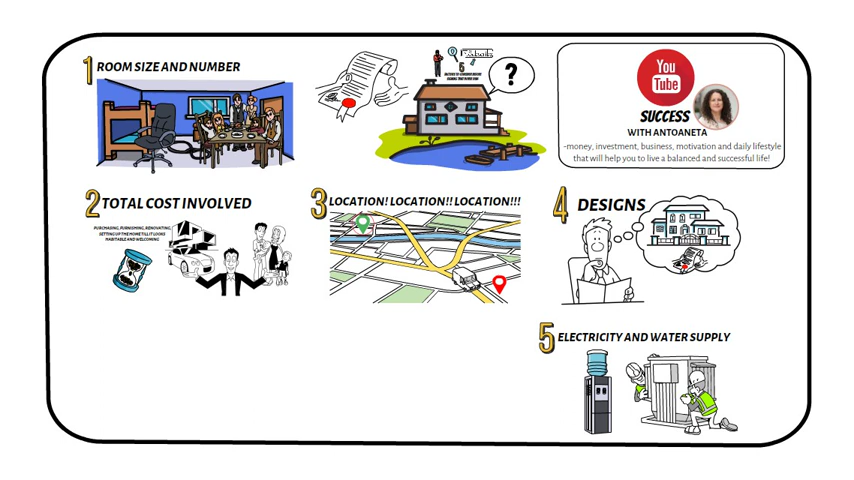 1 ROOM SIZE AND NUMBER
5
?
You
Tube
SUCCESS
WITH ANTOANETA
-money, investment, business, motivation and daily lifestyle
that will help you to live a balanced and successful life!
2 TOTAL COST INVOLVED
PURCHASING, FURNISHING, RENOVATING,
SETTING UP THE HOME TILL IT LOOKS
HABITABLE AND WELCOMING
3 LOCATION! LOCATION!! LOCATION!!!
4 DESIGNS
5 ELECTRICITY AND WATER SUPPLY